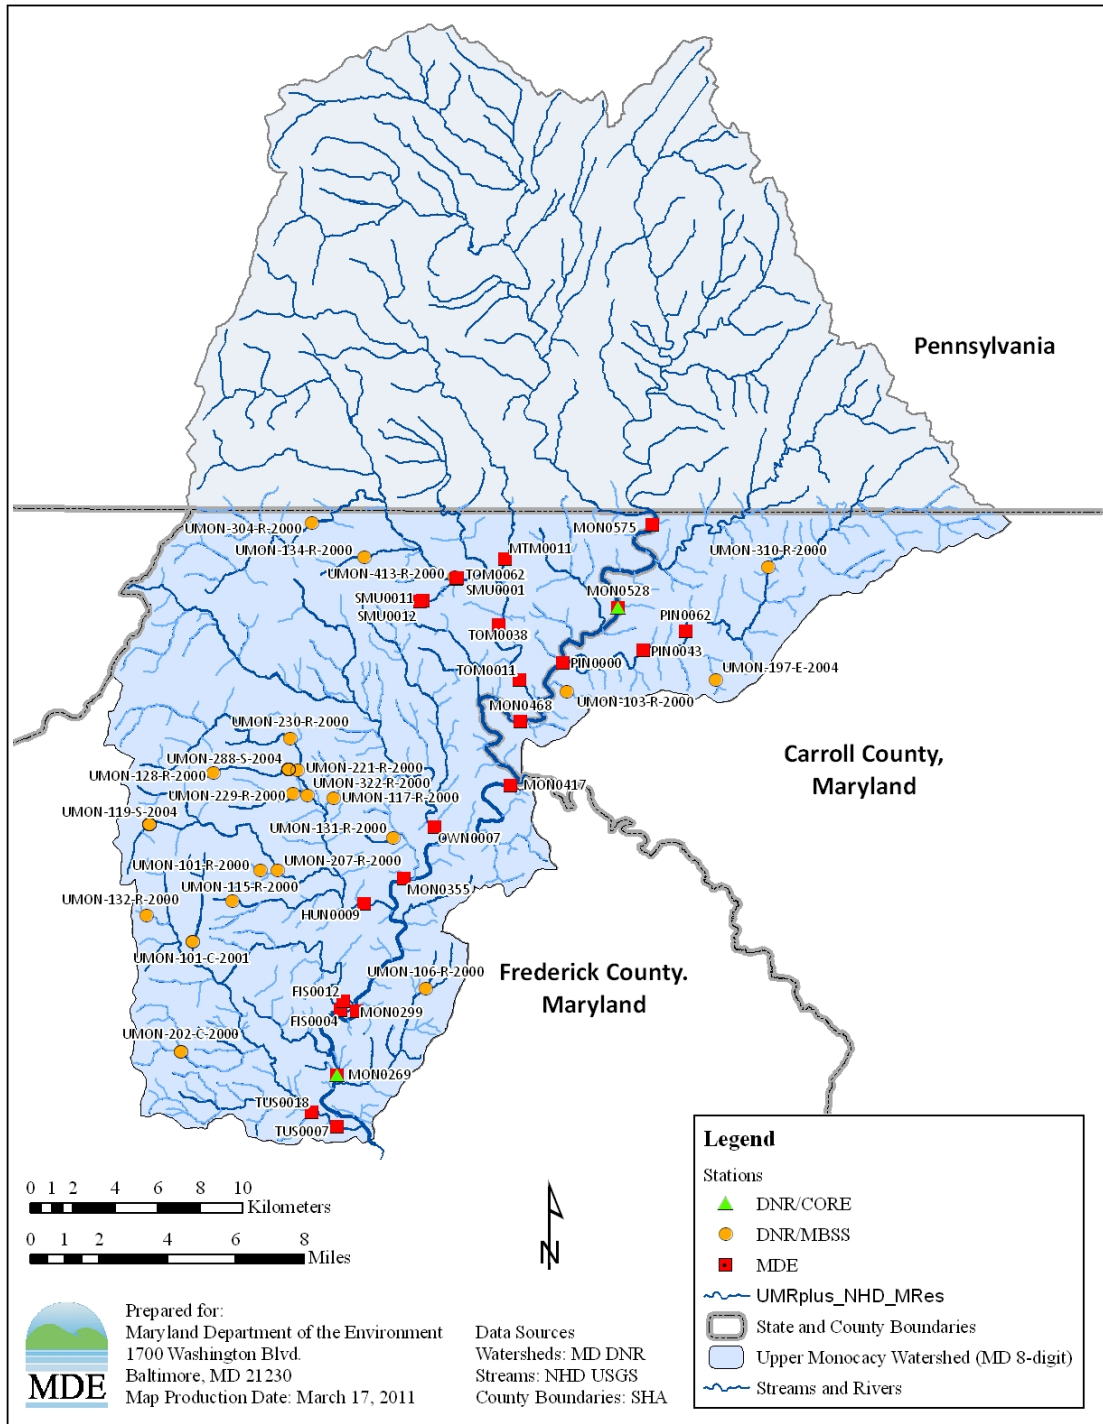 Pennsylvania
UMON-304-R-2000
MON0575
UMON-134-R-2000
MTM0011
UMON-310-R-2000
UMON-413-R-2000
TOM0062
SMU0001
SMU0011
SMU0012
MON0528
PIN0062
TOM0038
PIN0043
PIN0000
TOM0011
UMON-197-E-2004
UMON-103-R-2000
MON0468
UMON-230-R-2000
Carroll County,
Maryland
UMON-288-S-2004
UMON-128-R-2000
UMON-221-R-2000
UMON-322-R-2000
UMON-229-R-2000
UMON-117-R-2000
MON0417
UMON-119-S-2004
UMON-131-R-2000
OWN0007
UMON-101-R-2000
UMON-207-R-2000
UMON-115-R-2000
MON0355
UMON-132-R-2000
HUN0009
UMON-101-C-2001
UMON-106-R-2000
Frederick County.
Maryland
FIS0012
FIS0004
MON0299
UMON-202-C-2000
MON0269
TUS0018
TUS0007
Legend
Stations
DNR/CORE
DNR/MBSS
MDE
UMRplus_NHD_MRes
State and County Boundaries
Upper Monocacy Watershed (MD 8-digit)
Streams and Rivers
0 1 2 4 6 8 10
Kilometers
0 1 2 4 6 8
Miles
N
MDE
Prepared for:
Maryland Department of the Environment
1700 Washington Blvd.
Baltimore, MD 21230
Map Production Date: March 17, 2011
Data Sources
Watersheds: MD DNR
Streams: NHD USGS
County Boundaries: SHA